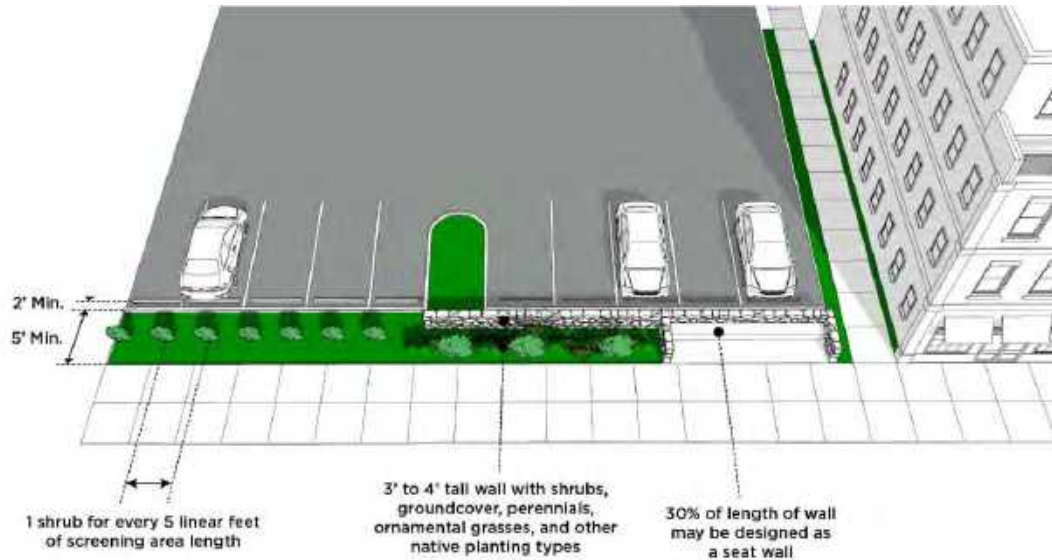 2' Min.
5' Min.
1 shrub for every 5 linear feet
of screening area length
3' to 4' tall wall with shrubs,
groundcover, perennials,
ornamental grasses, and other
native planting types
30% of length of wall
may be designed as
a seat wall